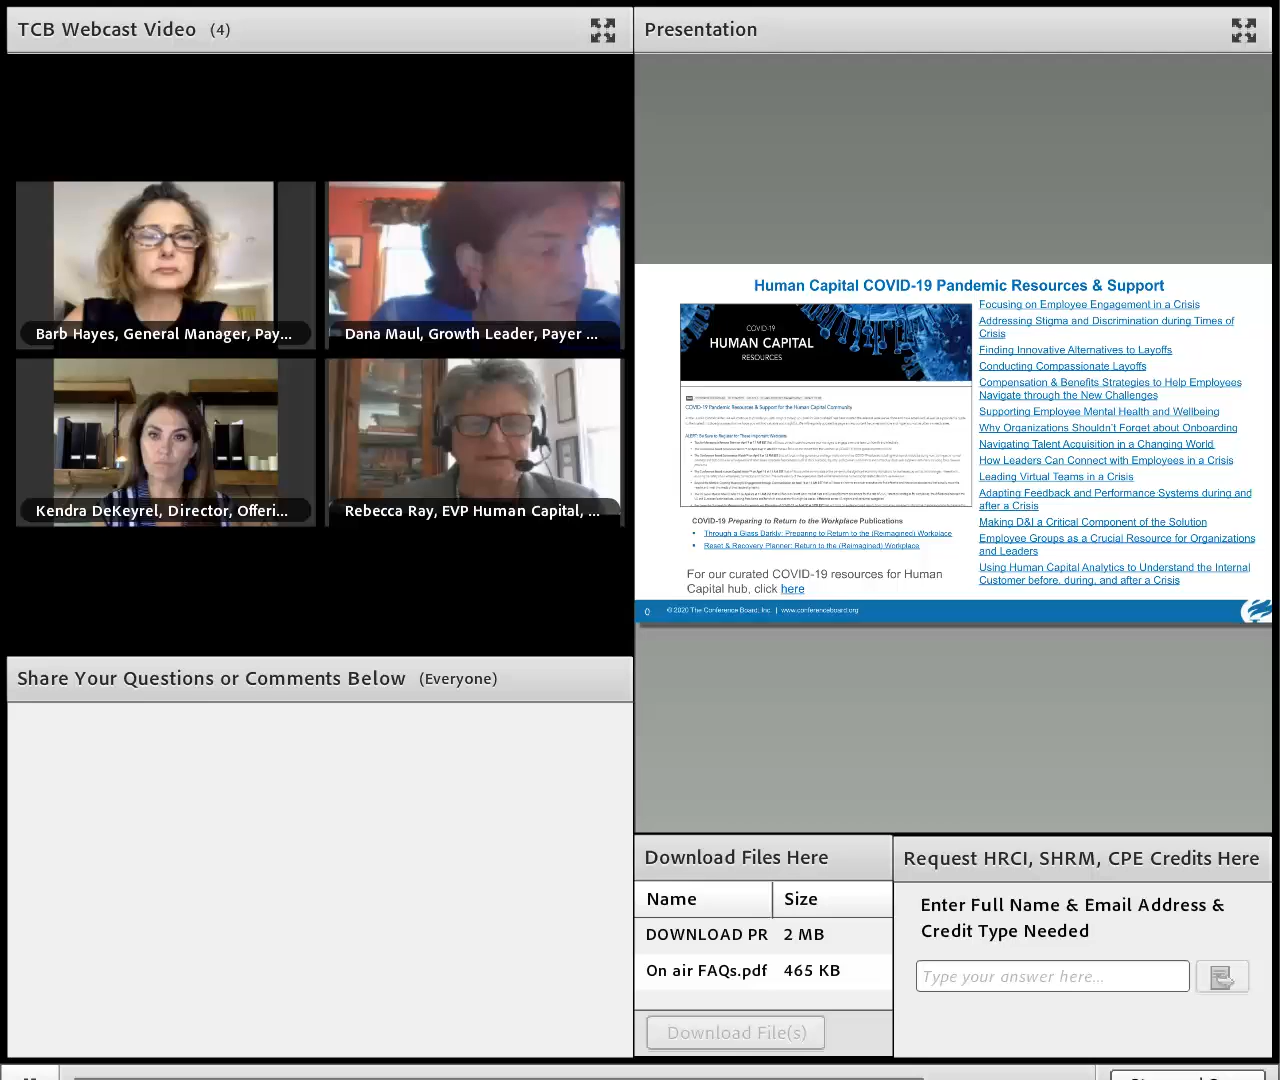 TCB Webcast Video (4)
Presentation
Barb Hayes, General Manager, Pay...
Dana Maul, Growth Leader, Payer ...
Kendra DeKeyrel, Director, Offeri...
Rebecca Ray, EVP Human Capital, ...
Human Capital COVID-19 Pandemic Resources & Support
COVID-19
HUMAN CAPITAL
RESOURCES
COVID-19 Pandemic Resources & Support for the Human Capital Community
COVID-19 Preparing to Return to the Workplace Publications
• Through a Glass Darkly: Preparing to Return to the (Reimagined) Workplace
• Reset & Recovery Planner: Return to the (Reimagined) Workplace
For our curated COVID-19 resources for Human
Capital hub, click here
Focusing on Employee Engagement in a Crisis
Addressing Stigma and Discrimination during Times of
Crisis
Finding Innovative Alternatives to Layoffs
Conducting Compassionate Layoffs
Compensation & Benefits Strategies to Help Employees
Navigate through the New Challenges
Supporting Employee Mental Health and Wellbeing
Why Organizations Shouldn't Forget about Onboarding
Navigating Talent Acquisition in a Changing World
How Leaders Can Connect with Employees in a Crisis
Leading Virtual Teams in a Crisis
Adapting Feedback and Performance Systems during and
after a Crisis
Making D&I a Critical Component of the Solution
Employee Groups as a Crucial Resource for Organizations
and Leaders
Using Human Capital Analytics to Understand the Internal
Customer before, during, and after a Crisis
0 © 2020 The Conference Board, Inc. | www.conferenceboard.org
Share Your Questions or Comments Below (Everyone)
Download Files Here
Name Size
DOWNLOAD PR 2 MB
On air FAQs.pdf 465 KB
Download File(s)
Request HRCI, SHRM, CPE Credits Here
Enter Full Name & Email Address &
Credit Type Needed
Type your answer here...